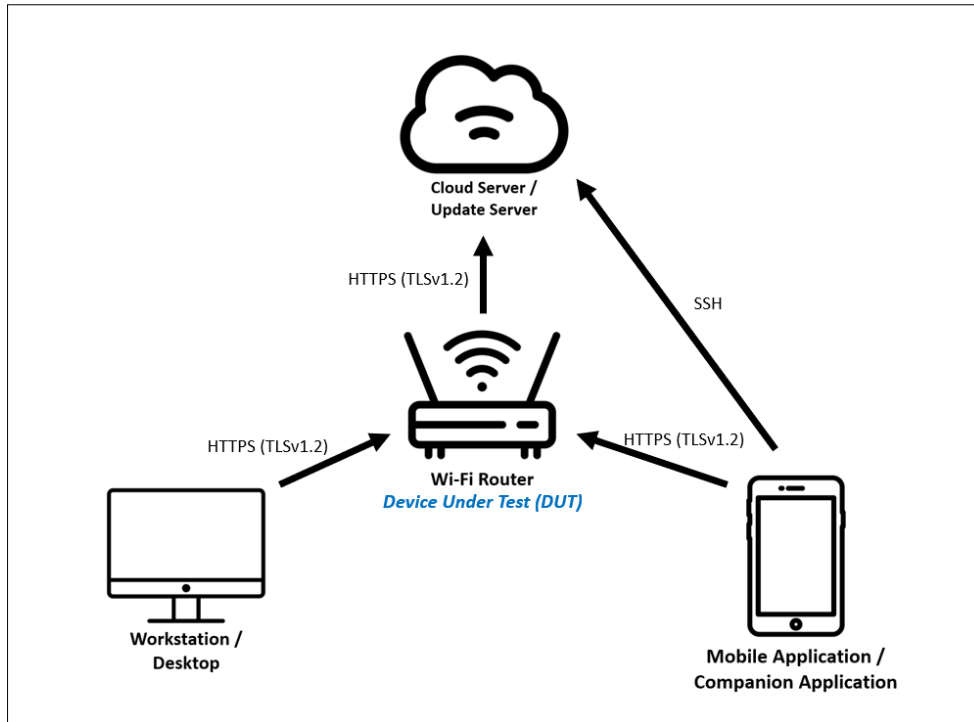 Cloud Server /
Update Server
HTTPS (TLSv1.2)
SSH
HTTPS (TLSv1.2)
HTTPS (TLSv1.2)
Wi-Fi Router
Device Under Test (DUT)
Workstation /
Desktop
Mobile Application /
Companion Application